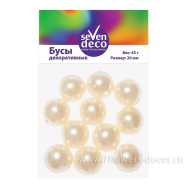 seven
deco
Бусы
декоративные
Вес: 45 г
Размер: 20 мм